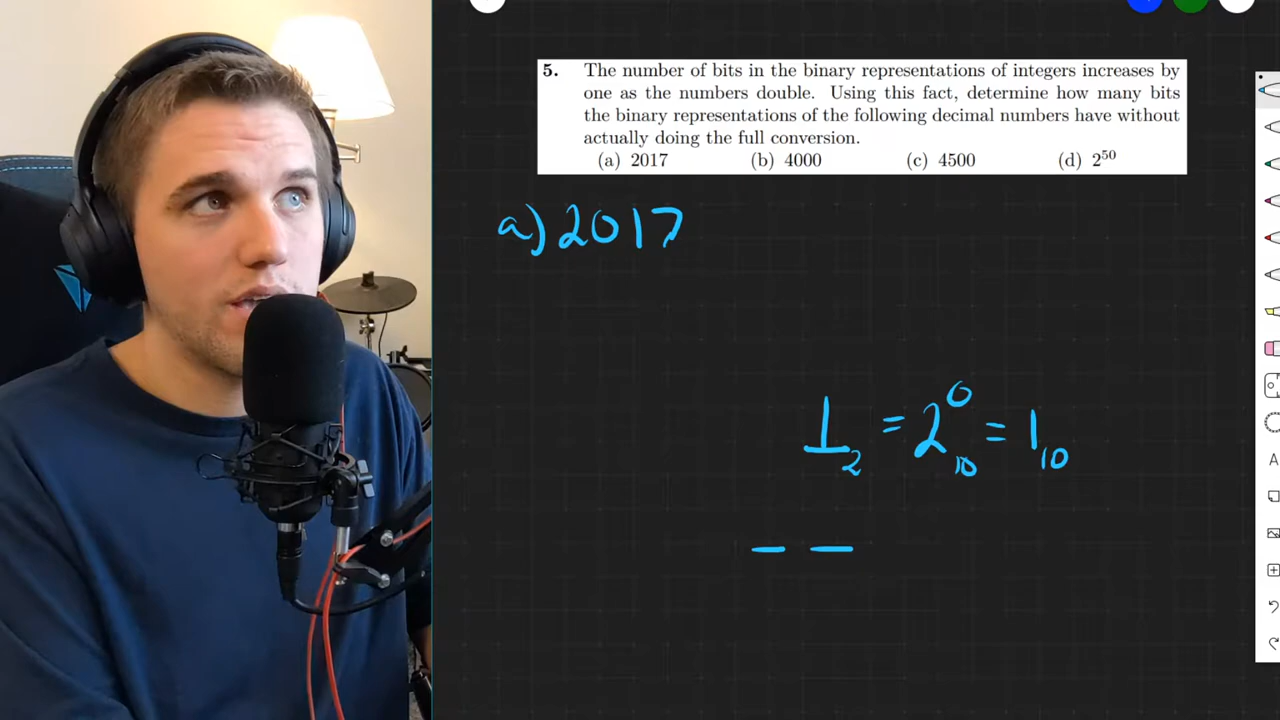 5. The number of bits in the binary representations of integers increases by
one as the numbers double. Using this fact, determine how many bits
the binary representations of the following decimal numbers have without
actually doing the full conversion.
(a) 2017 (b) 4000 (c) 4500 (d) 2⁵⁰
a) 2017
1₂ = 2⁰₁₀ = 1₁₀
_ _
A